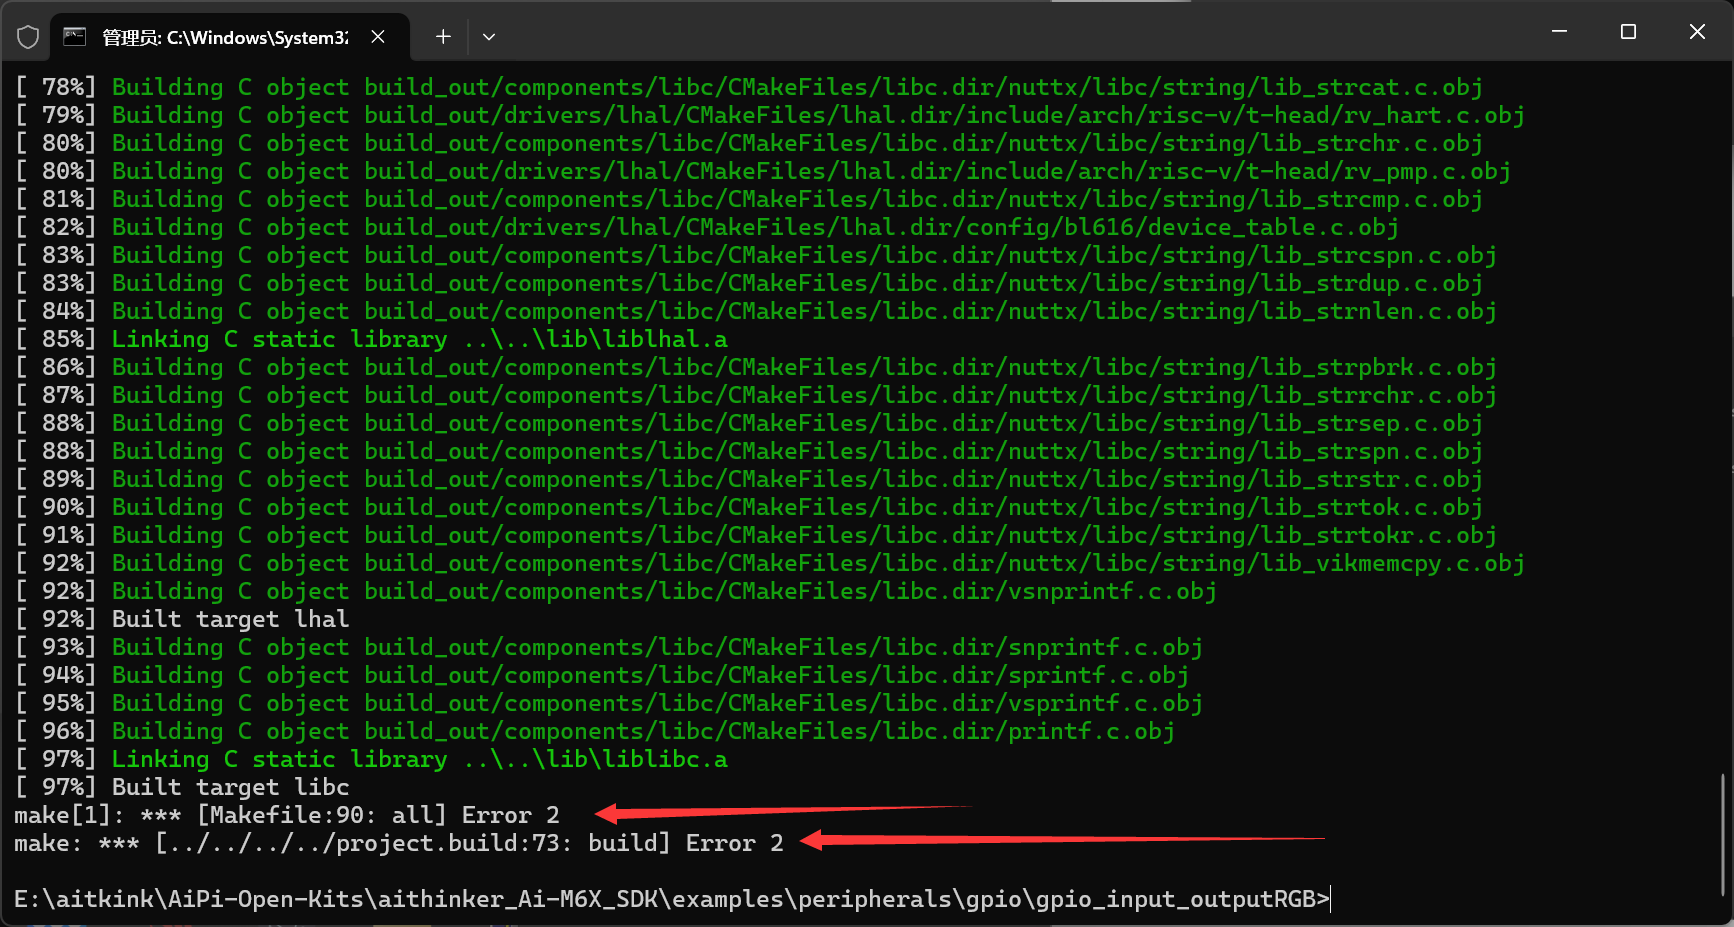 管理员: C:\Windows\System32
[ 78%] Building C object build_out/components/libc/CMakeFiles/libc.dir/nuttx/libc/string/lib_strcat.c.obj
[ 79%] Building C object build_out/drivers/lhal/CMakeFiles/lhal.dir/include/arch/risc-v/t-head/rv_hart.c.obj
[ 80%] Building C object build_out/components/libc/CMakeFiles/libc.dir/nuttx/libc/string/lib_strchr.c.obj
[ 80%] Building C object build_out/drivers/lhal/CMakeFiles/lhal.dir/include/arch/risc-v/t-head/rv_pmp.c.obj
[ 81%] Building C object build_out/components/libc/CMakeFiles/libc.dir/nuttx/libc/string/lib_strcmp.c.obj
[ 82%] Building C object build_out/drivers/lhal/CMakeFiles/lhal.dir/config/bl616/device_table.c.obj
[ 83%] Building C object build_out/components/libc/CMakeFiles/libc.dir/nuttx/libc/string/lib_strcspn.c.obj
[ 83%] Building C object build_out/components/libc/CMakeFiles/libc.dir/nuttx/libc/string/lib_strdup.c.obj
[ 84%] Building C object build_out/components/libc/CMakeFiles/libc.dir/nuttx/libc/string/lib_strnlen.c.obj
[ 85%] Linking C static library ..\..\lib\liblhal.a
[ 86%] Building C object build_out/components/libc/CMakeFiles/libc.dir/nuttx/libc/string/lib_strpbrk.c.obj
[ 87%] Building C object build_out/components/libc/CMakeFiles/libc.dir/nuttx/libc/string/lib_strrchr.c.obj
[ 88%] Building C object build_out/components/libc/CMakeFiles/libc.dir/nuttx/libc/string/lib_strsep.c.obj
[ 88%] Building C object build_out/components/libc/CMakeFiles/libc.dir/nuttx/libc/string/lib_strspn.c.obj
[ 89%] Building C object build_out/components/libc/CMakeFiles/libc.dir/nuttx/libc/string/lib_strstr.c.obj
[ 90%] Building C object build_out/components/libc/CMakeFiles/libc.dir/nuttx/libc/string/lib_strtok.c.obj
[ 91%] Building C object build_out/components/libc/CMakeFiles/libc.dir/nuttx/libc/string/lib_strtokr.c.obj
[ 92%] Building C object build_out/components/libc/CMakeFiles/libc.dir/nuttx/libc/string/lib_vikmemcpy.c.obj
[ 92%] Building C object build_out/components/libc/CMakeFiles/libc.dir/vsnprintf.c.obj
[ 92%] Built target lhal
[ 93%] Building C object build_out/components/libc/CMakeFiles/libc.dir/snprintf.c.obj
[ 94%] Building C object build_out/components/libc/CMakeFiles/libc.dir/sprintf.c.obj
[ 95%] Building C object build_out/components/libc/CMakeFiles/libc.dir/vsprintf.c.obj
[ 96%] Building C object build_out/components/libc/CMakeFiles/libc.dir/printf.c.obj
[ 97%] Linking C static library ..\..\lib\liblibc.a
[ 97%] Built target libc
make[1]: *** [Makefile:90: all] Error 2
make: *** [../../../../project.build:73: build] Error 2
E:\aitkink\AiPi-Open-Kits\aithinker_Ai-M6X_SDK\examples\peripherals\gpio\gpio_input_outputRGB>